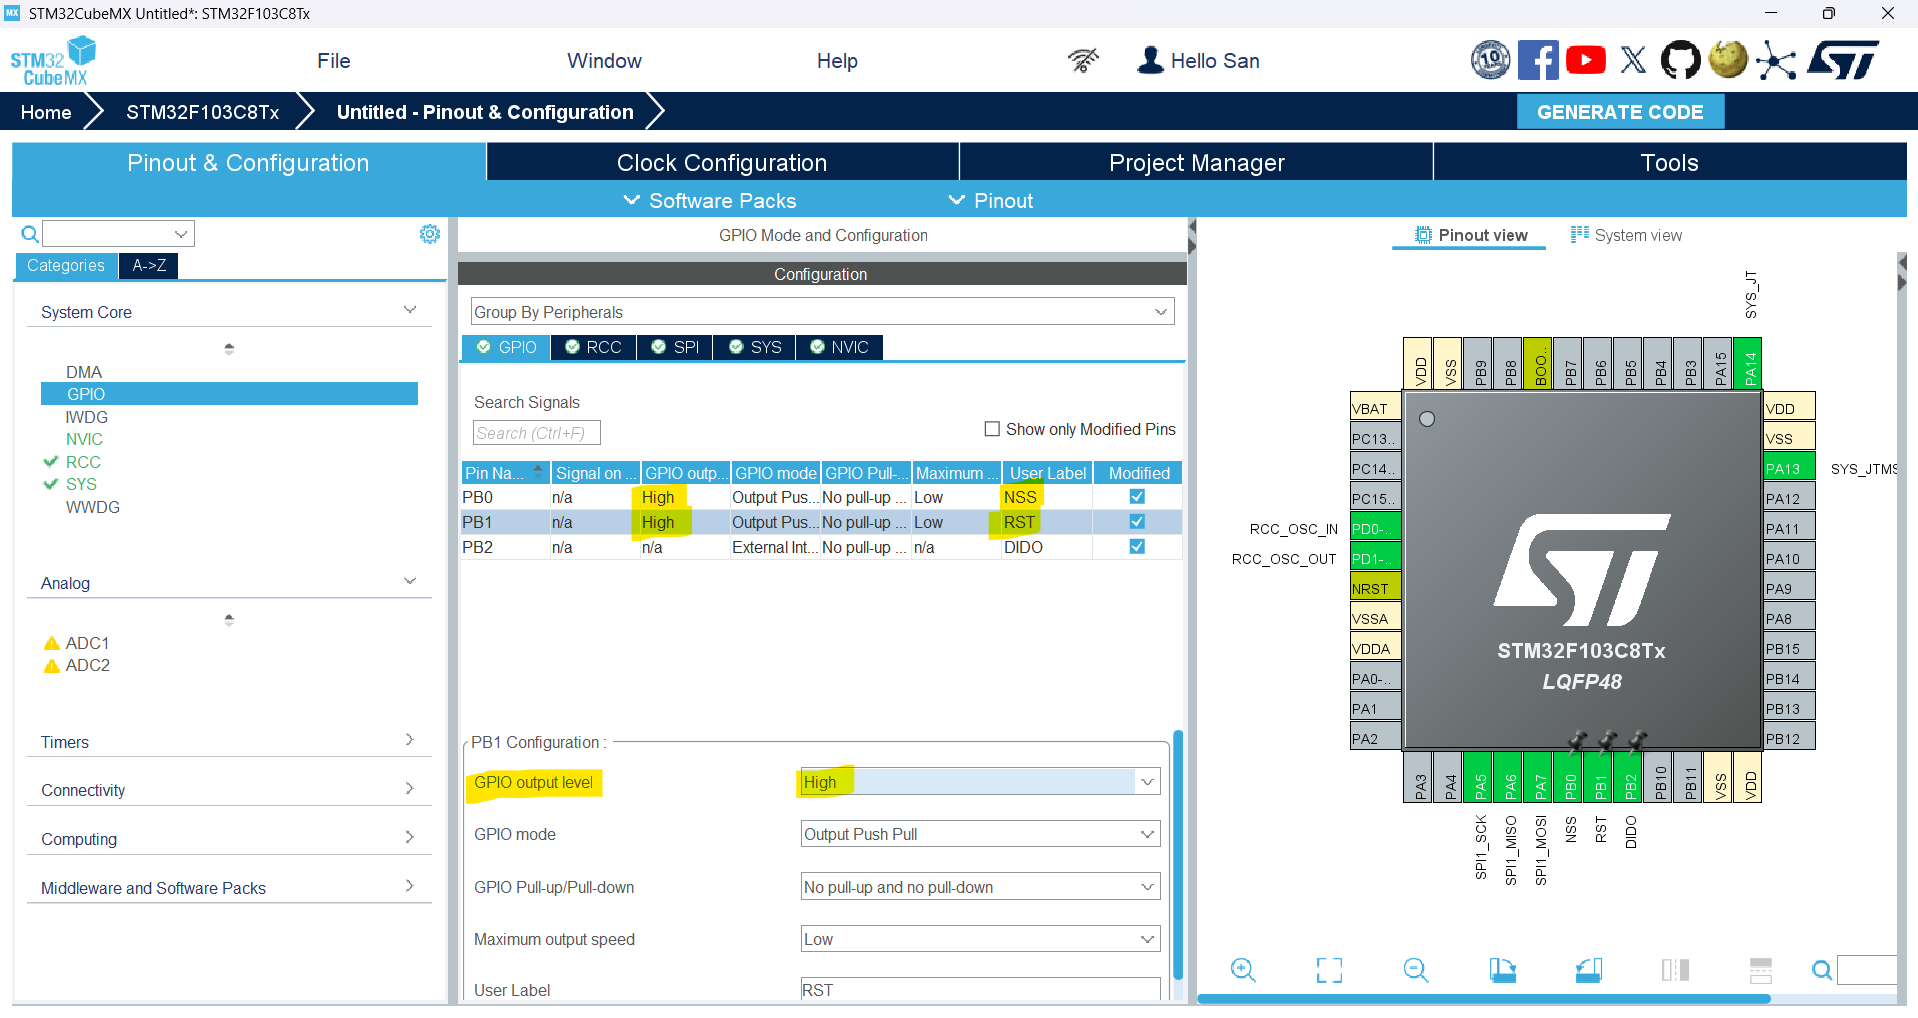 MX STM32CubeMX Untitled*: STM32F103C8Tx
STM32 CubeMX
File Window Help Hello San
10
Home STM32F103C8Tx Untitled - Pinout & Configuration GENERATE CODE
Pinout & Configuration Clock Configuration Project Manager Tools
Software Packs Pinout
Categories A->Z
System Core
DMA
GPIO
IWDG
NVIC
RCC
SYS
WWDG
Analog
ADC1
ADC2
Timers
Connectivity
Computing
Middleware and Software Packs
GPIO Mode and Configuration
Configuration
Group By Peripherals
GPIO RCC SPI SYS NVIC
Search Signals
Search (Ctrl+F) Show only Modified Pins
Pin Na... Signal on ... GPIO outp... GPIO mode GPIO Pull-... Maximum ... User Label Modified
PB0 n/a High Output Pus... No pull-up ... Low NSS
PB1 n/a High Output Pus... No pull-up ... Low RST
PB2 n/a n/a External Int... No pull-up ... n/a DIDO
PB1 Configuration :
GPIO output level High
GPIO mode Output Push Pull
GPIO Pull-up/Pull-down No pull-up and no pull-down
Maximum output speed Low
User Label RST
Pinout view System view
SYS_JT
VDD VSS PB9 PB8 BOO.. PB7 PB6 PB5 PB4 PB3 PA15 PA14
VBAT VDD
PC13.. VSS
PC14.. PA13 SYS_JTMS
PC15.. PA12
RCC_OSC_IN PD0-.. PA11
RCC_OSC_OUT PD1-.. PA10
NRST PA9
VSSA PA8
VDDA PB15
PA0-.. PB14
PA1 PB13
PA2 PB12
ST
STM32F103C8Tx
LQFP48
PA3 PA4 PA5 PA6 PA7 PB0 PB1 PB2 PB10 PB11 VSS VDD
SPI1_SCK SPI1_MISO SPI1_MOSI NSS RST DIDO